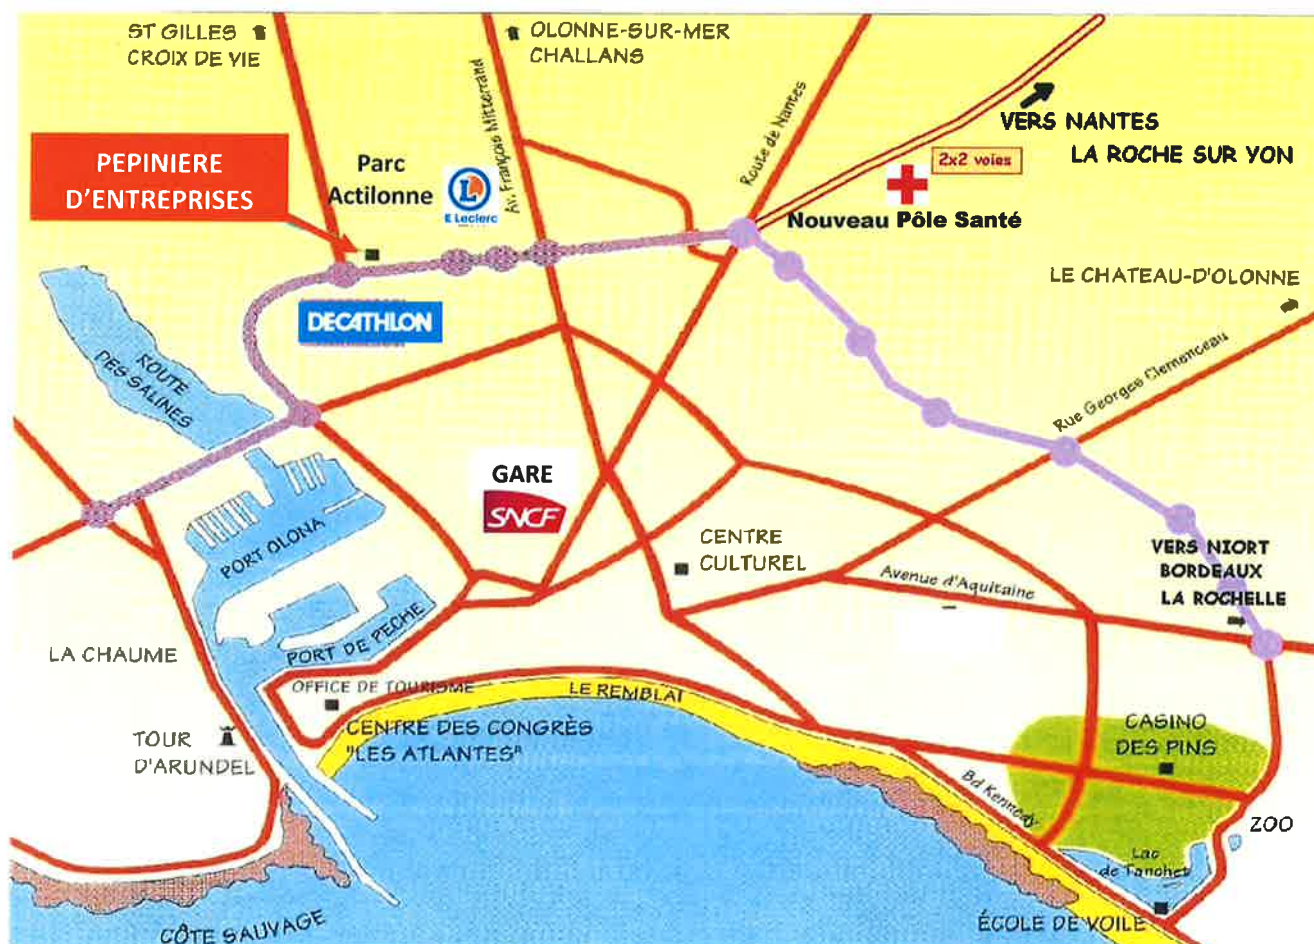 ST GILLES
CROIX DE VIE
OLONNE-SUR-MER
CHALLANS
Av. François Mitterrand
Route de Nantes
VERS NANTES
LA ROCHE SUR YON
2x2 voies
Nouveau Pôle Santé
PEPINIERE
D'ENTREPRISES
Parc
Actilonne
L
E Leclerc
LE CHATEAU-D'OLONNE
DECATHLON
ROUTE
DES SALINES
Rue Georges Clemenceau
GARE
SNCF
PORT OLONA
CENTRE
CULTUREL
VERS NIORT
BORDEAUX
LA ROCHELLE
Avenue d'Aquitaine
PORT DE PECHE
LA CHAUME
OFFICE DE TOURISME
LE REMBLAI
CENTRE DES CONGRÈS
"LES ATLANTES"
TOUR
D'ARUNDEL
CASINO
DES PINS
Bd Kennedy
ZOO
Lac
de Tanchet
CÔTE SAUVAGE
ÉCOLE DE VOILE